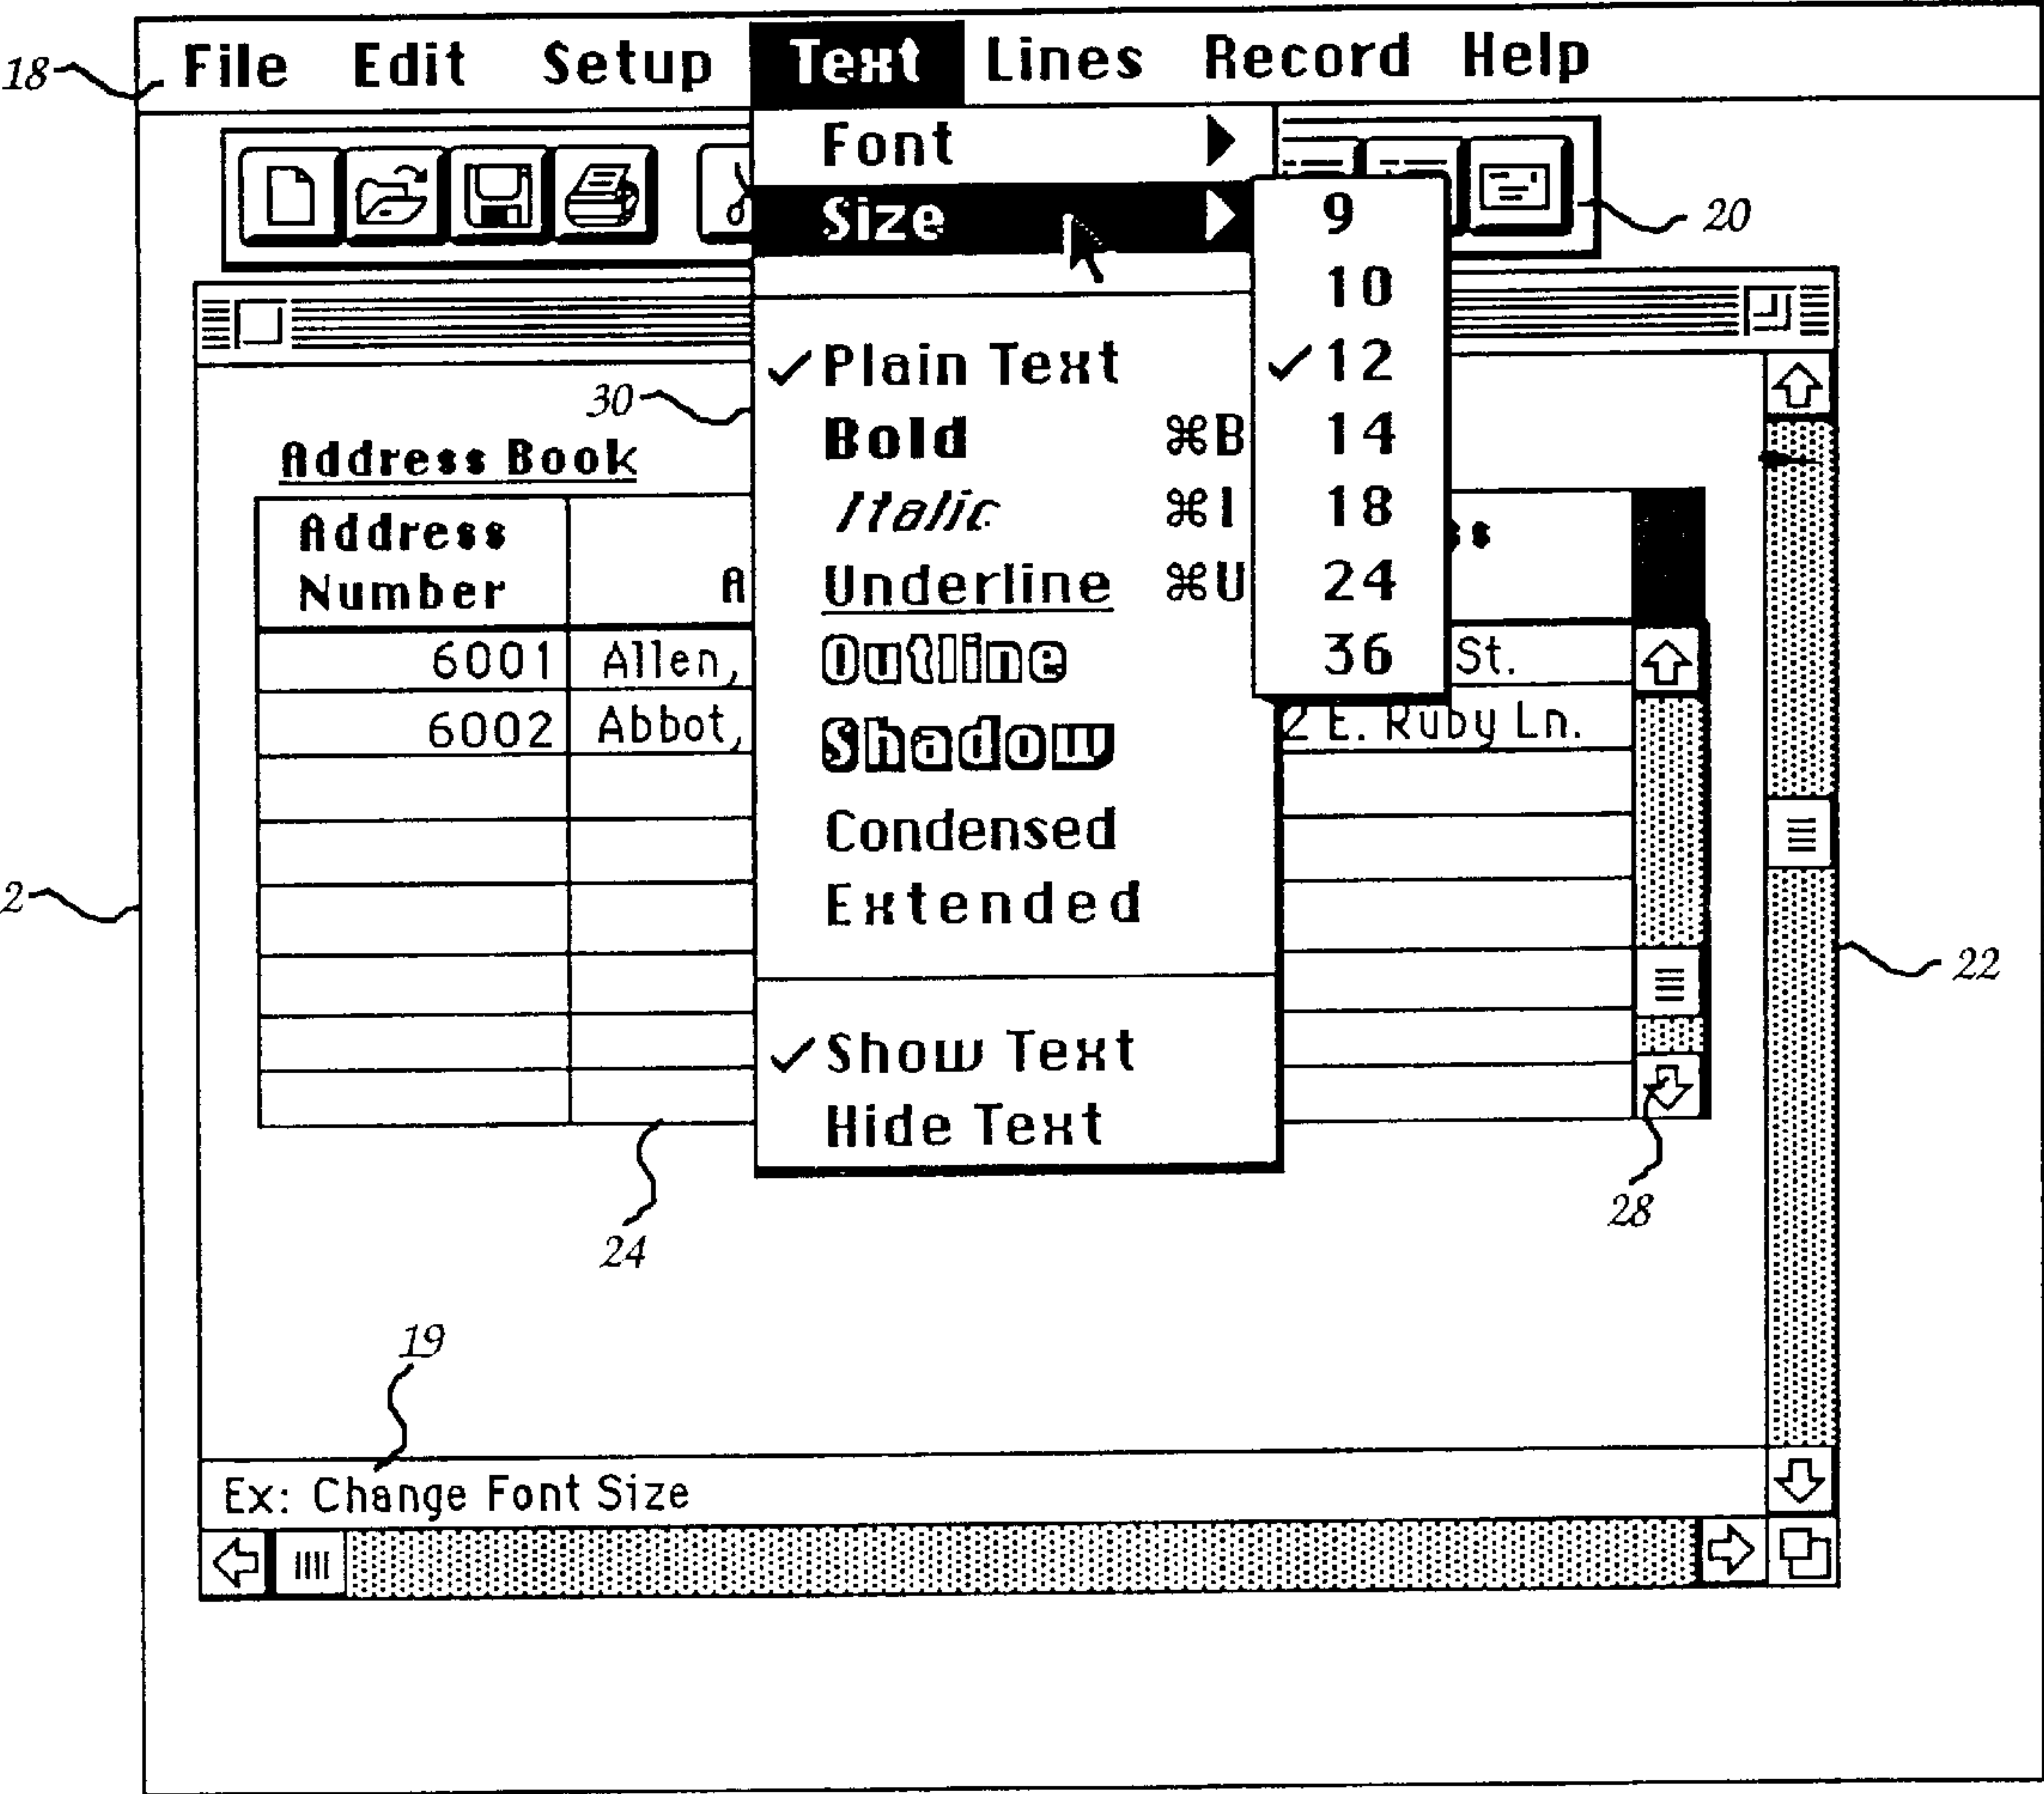 18 File Edit Setup Text Lines Record Help
Font
Size
20
9
10
12
14
18
24
36
Plain Text
30
Bold ⌘B
Italic ⌘I
Underline ⌘U
Outline
Shadow
Condensed
Extended
Show Text
Hide Text
Address Book
Address
Number
A
s
6001 Allen, St.
6002 Abbot, 2 E. Ruby Ln.
2
22
28
24
19
Ex: Change Font Size